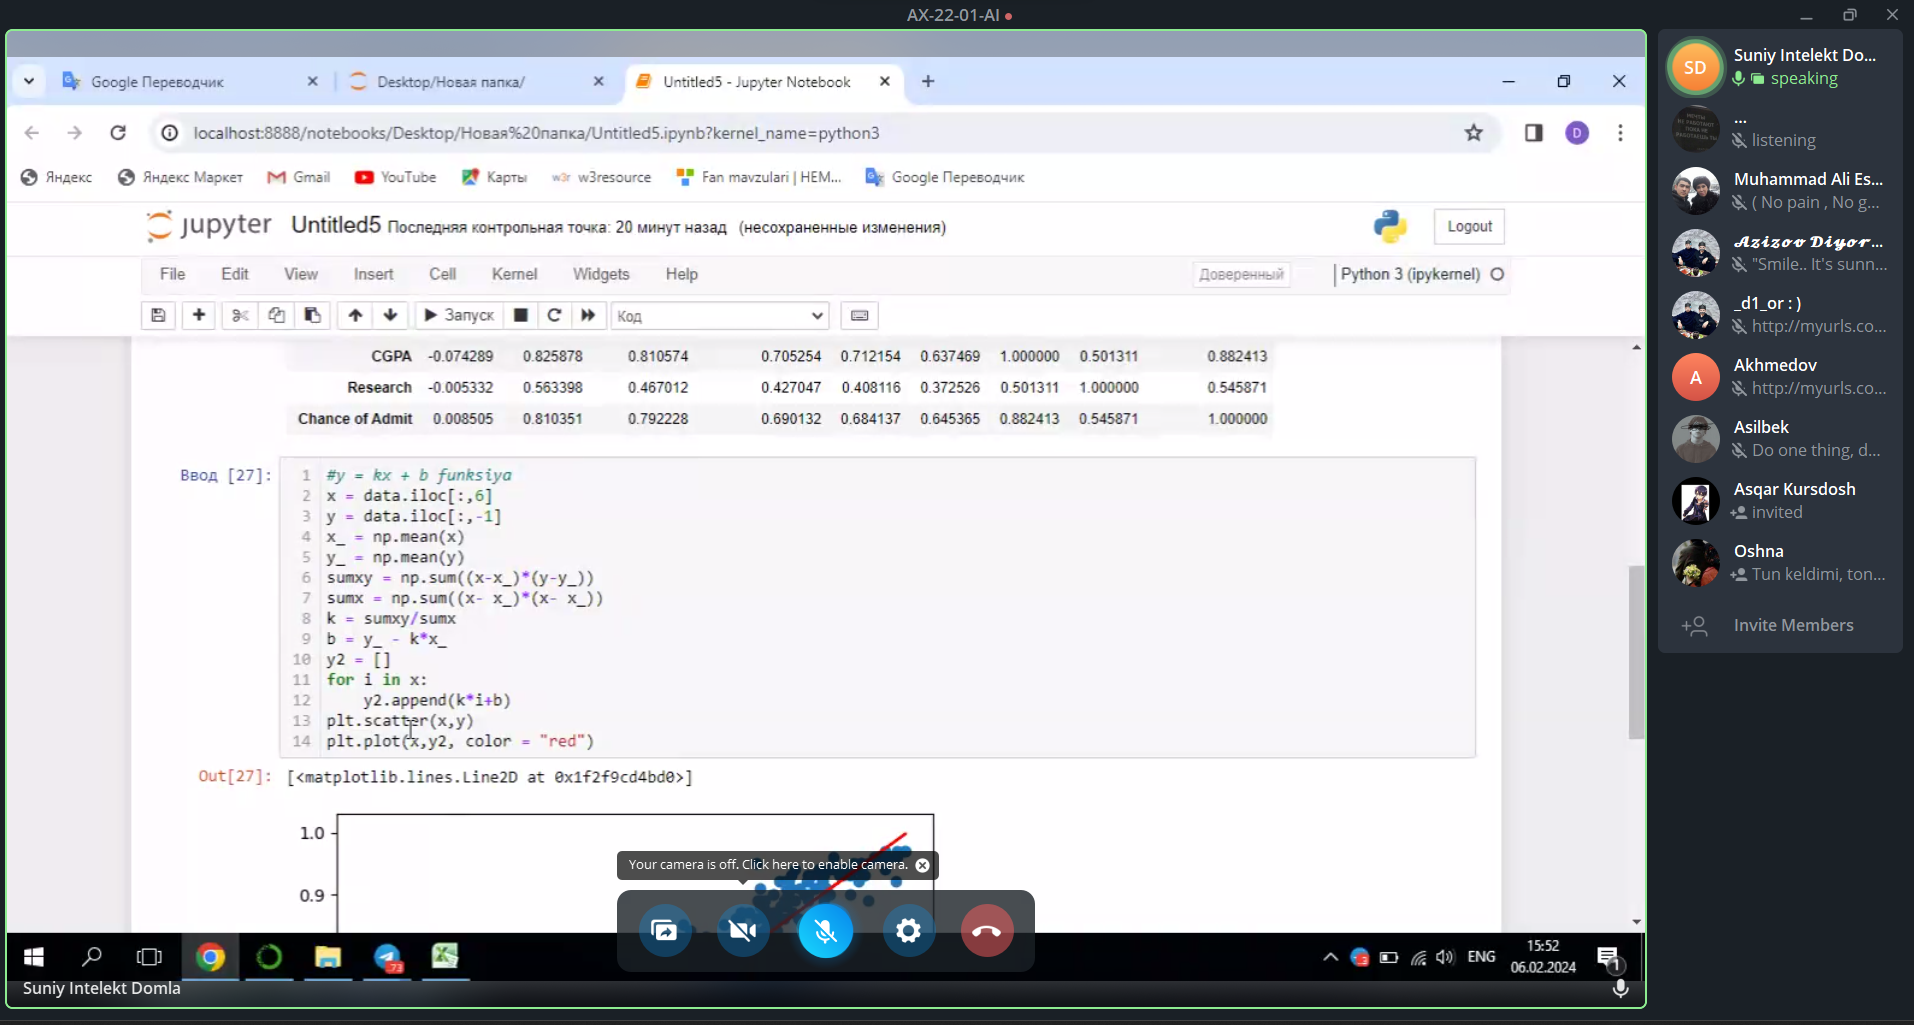 AX-22-01-AI
Google Переводчик
Desktop/Новая папка/
Untitled5 - Jupyter Notebook
localhost:8888/notebooks/Desktop/Новая%20папка/Untitled5.ipynb?kernel_name=python3
D
Яндекс Яндекс Маркет Gmail YouTube Карты w3r w3resource Fan mavzulari | HEM... Google Переводчик
jupyter Untitled5 Последняя контрольная точка: 20 минут назад (несохраненные изменения)
Logout
File Edit View Insert Cell Kernel Widgets Help
Доверенный
Python 3 (ipykernel)
Запуск
Код
CGPA -0.074289 0.825878 0.810574 0.705254 0.712154 0.637469 1.000000 0.501311 0.882413
Research -0.005332 0.563398 0.467012 0.427047 0.408116 0.372526 0.501311 1.000000 0.545871
Chance of Admit 0.008505 0.810351 0.792228 0.690132 0.684137 0.645365 0.882413 0.545871 1.000000
Ввод [27]:
1 #y = kx + b funksiya
2 x = data.iloc[:,6]
3 y = data.iloc[:,-1]
4 x_ = np.mean(x)
5 y_ = np.mean(y)
6 sumxy = np.sum((x-x_)*(y-y_))
7 sumx = np.sum((x- x_)*(x- x_))
8 k = sumxy/sumx
9 b = y_ - k*x_
10 y2 = []
11 for i in x:
12     y2.append(k*i+b)
13 plt.scatter(x,y)
14 plt.plot(x,y2, color = "red")
Out[27]: [<matplotlib.lines.Line2D at 0x1f2f9cd4bd0>]
1.0
0.9
Your camera is off. Click here to enable camera.
73
ENG
15:52
06.02.2024
1
Suniy Intelekt Domla
SD
Suniy Intelekt Do...
speaking
...
listening
Muhammad Ali Es...
( No pain , No g...
𝓐𝔃𝓲𝔃𝓸𝓿 𝓓𝓲𝔂𝓸𝓻...
"Smile.. It's sunn...
_d1_or : )
http://myurls.co...
A
Akhmedov
http://myurls.co...
Asilbek
Do one thing, d...
Asqar Kursdosh
invited
Oshna
Tun keldimi, ton...
Invite Members